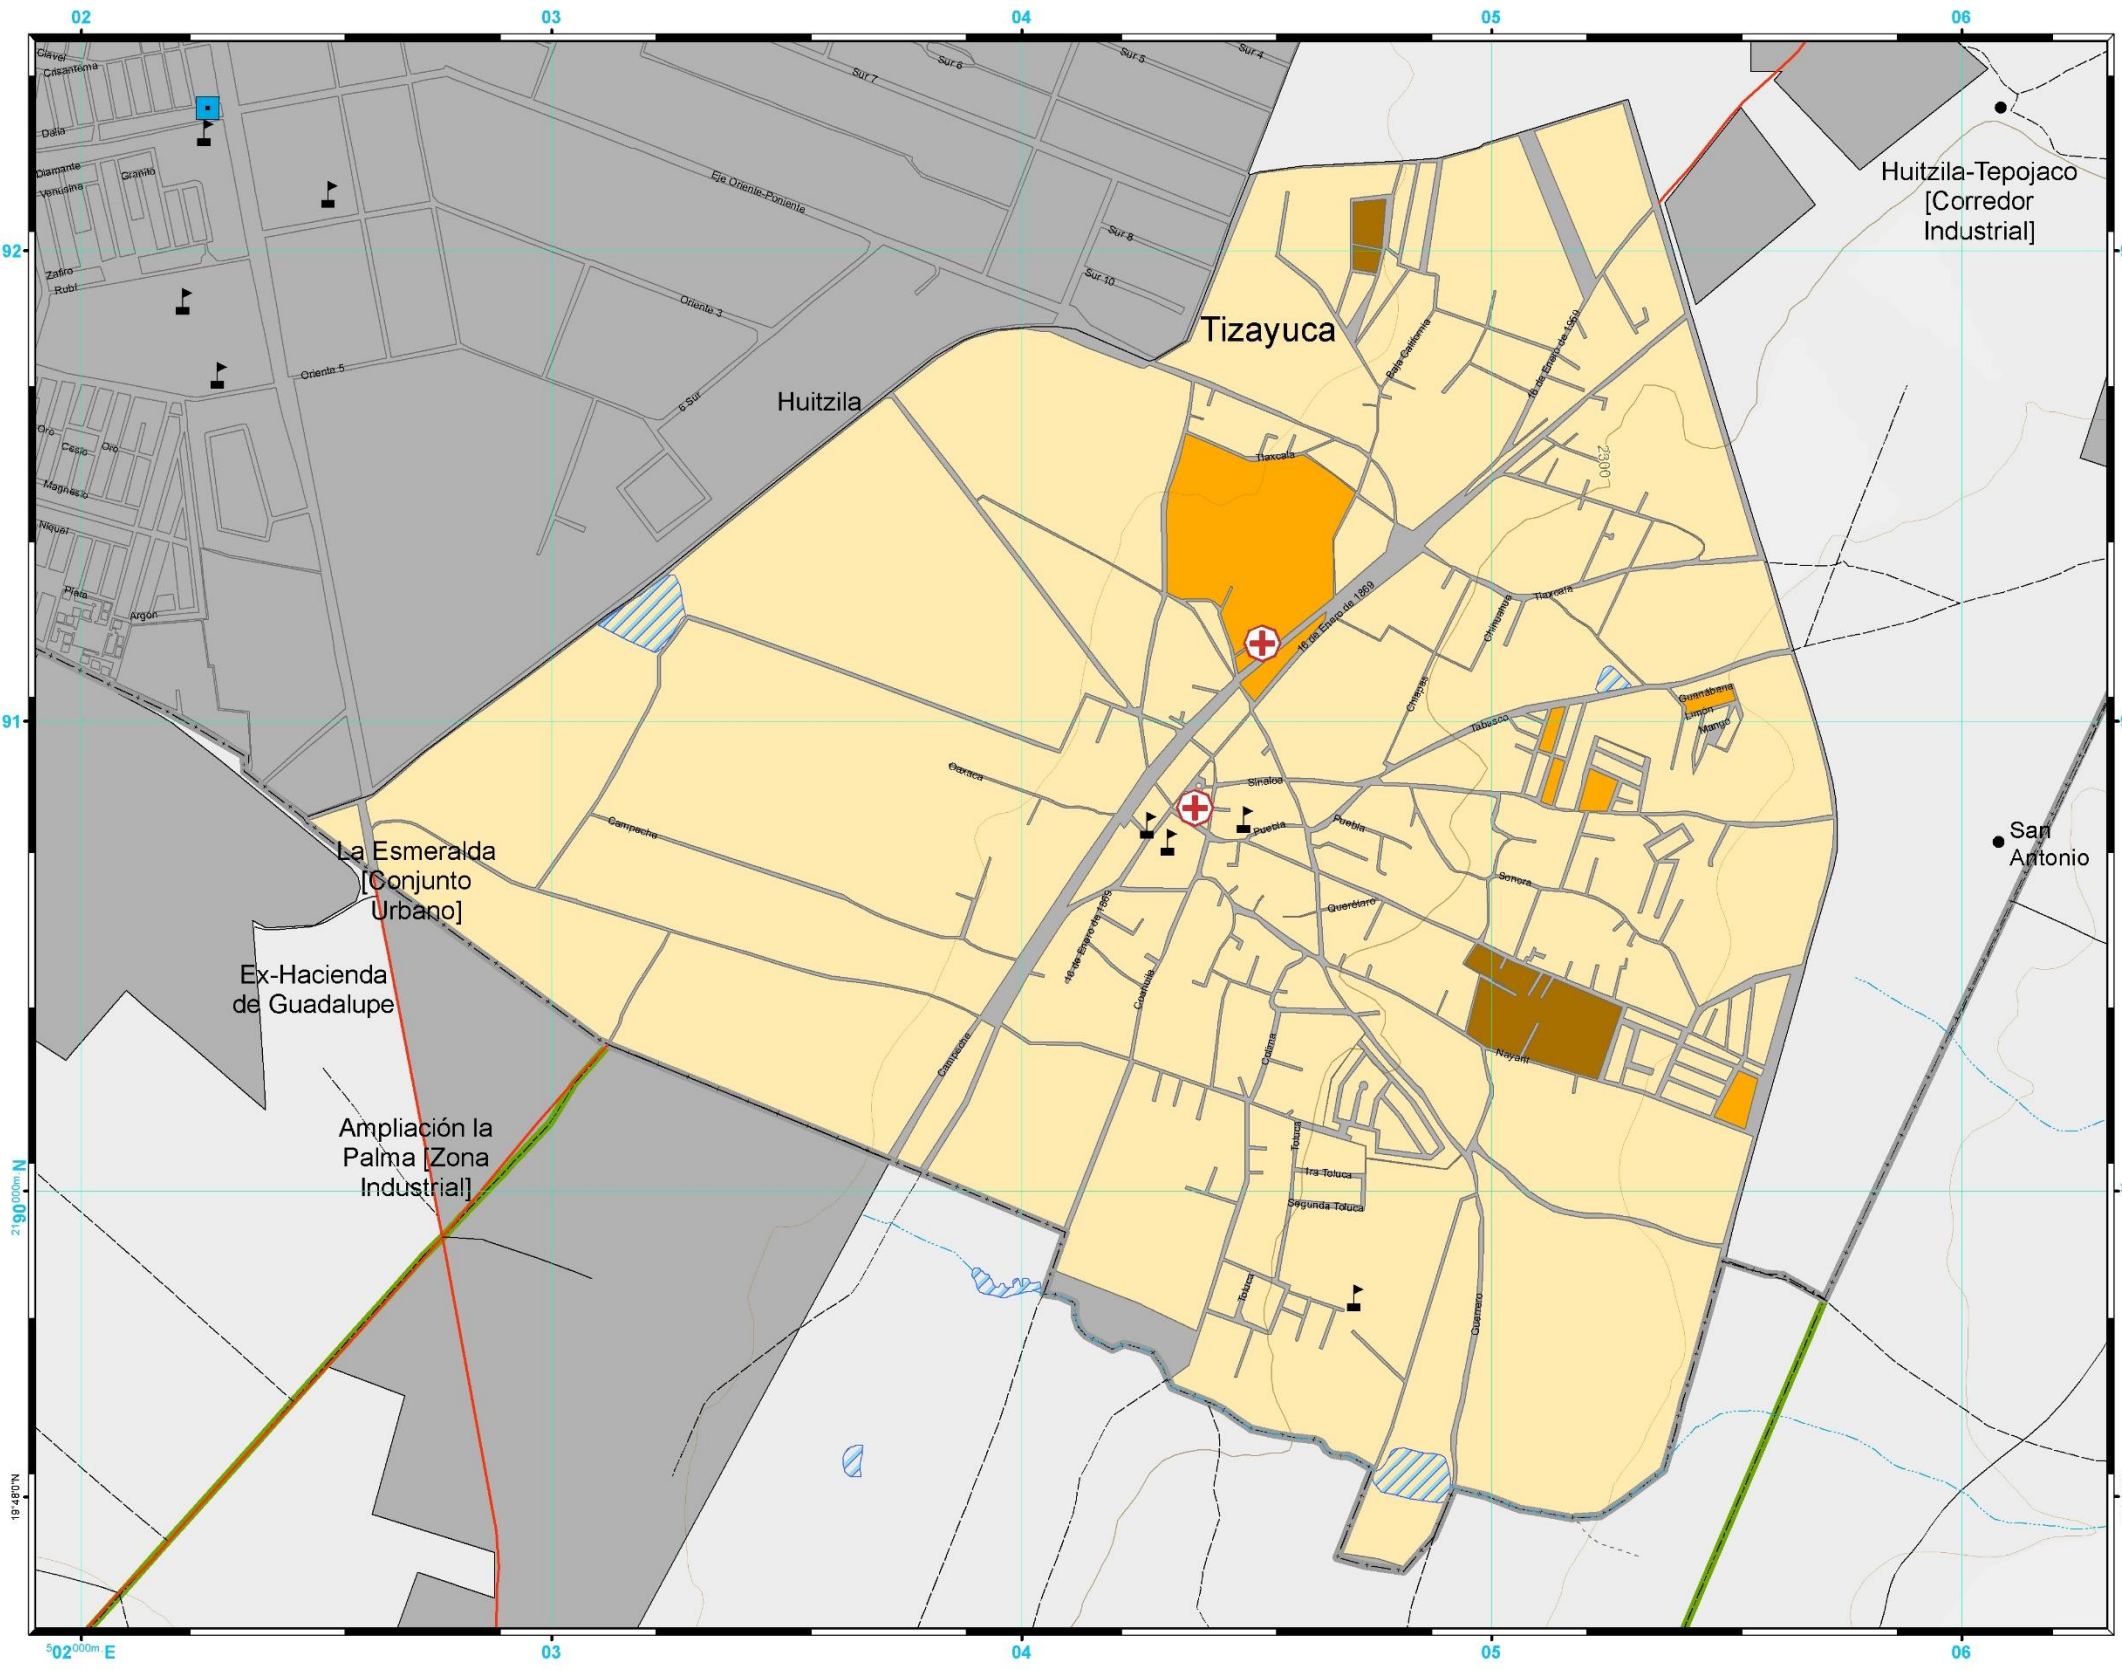 02
03
04
05
06
Clavel
Crisantema
Dalia
Diamante
Venusina
Granito
Zafiro
Rubí
Sur 7
Sur 6
Sur 5
Sur 4
Eje Oriente-Poniente
Sur 8
Sur 10
Oriente 3
Oriente 5
6 Sur
Huitzila-Tepojaco
[Corredor
Industrial]
92
Tizayuca
Huitzila
Baja California
Oro
Cesio
Oro
Magnesio
Niquel
Plata
Argón
Tlaxcala
2300
16 de Enero de 1869
Chihuahua
Tlaxcala
Chiapas
Guanábana
Limón
Mango
91
Tabasco
Oaxaca
Sinaloa
Campeche
Puebla
Puebla
San
Antonio
La Esmeralda
[Conjunto
Urbano]
Sonora
Querétaro
16 de Enero de 1869
Coahuila
Ex-Hacienda
de Guadalupe
Campeche
Colima
Nayarit
Ampliación la
Palma [Zona
Industrial]
Toluca
1ra Toluca
Segunda Toluca
2190000m. N
Toluca
Guerrero
19°48'0"N
502000m. E
03
04
05
06